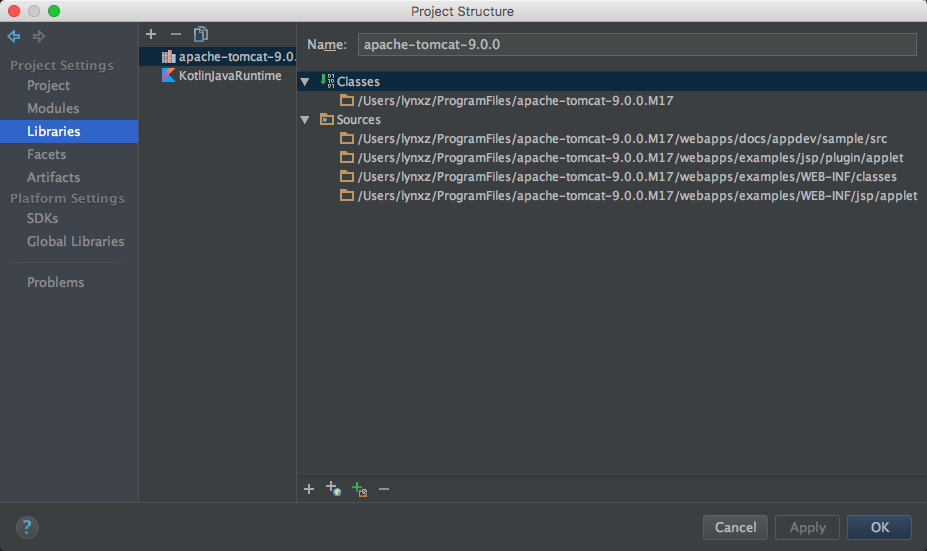 Project Structure
Project Settings
Project
Modules
Libraries
Facets
Artifacts
Platform Settings
SDKs
Global Libraries
Problems
apache-tomcat-9.0.
KotlinJavaRuntime
Name: apache-tomcat-9.0.0
Classes
/Users/lynxz/ProgramFiles/apache-tomcat-9.0.0.M17
Sources
/Users/lynxz/ProgramFiles/apache-tomcat-9.0.0.M17/webapps/docs/appdev/sample/src
/Users/lynxz/ProgramFiles/apache-tomcat-9.0.0.M17/webapps/examples/jsp/plugin/applet
/Users/lynxz/ProgramFiles/apache-tomcat-9.0.0.M17/webapps/examples/WEB-INF/classes
/Users/lynxz/ProgramFiles/apache-tomcat-9.0.0.M17/webapps/examples/WEB-INF/jsp/applet
? Cancel Apply OK